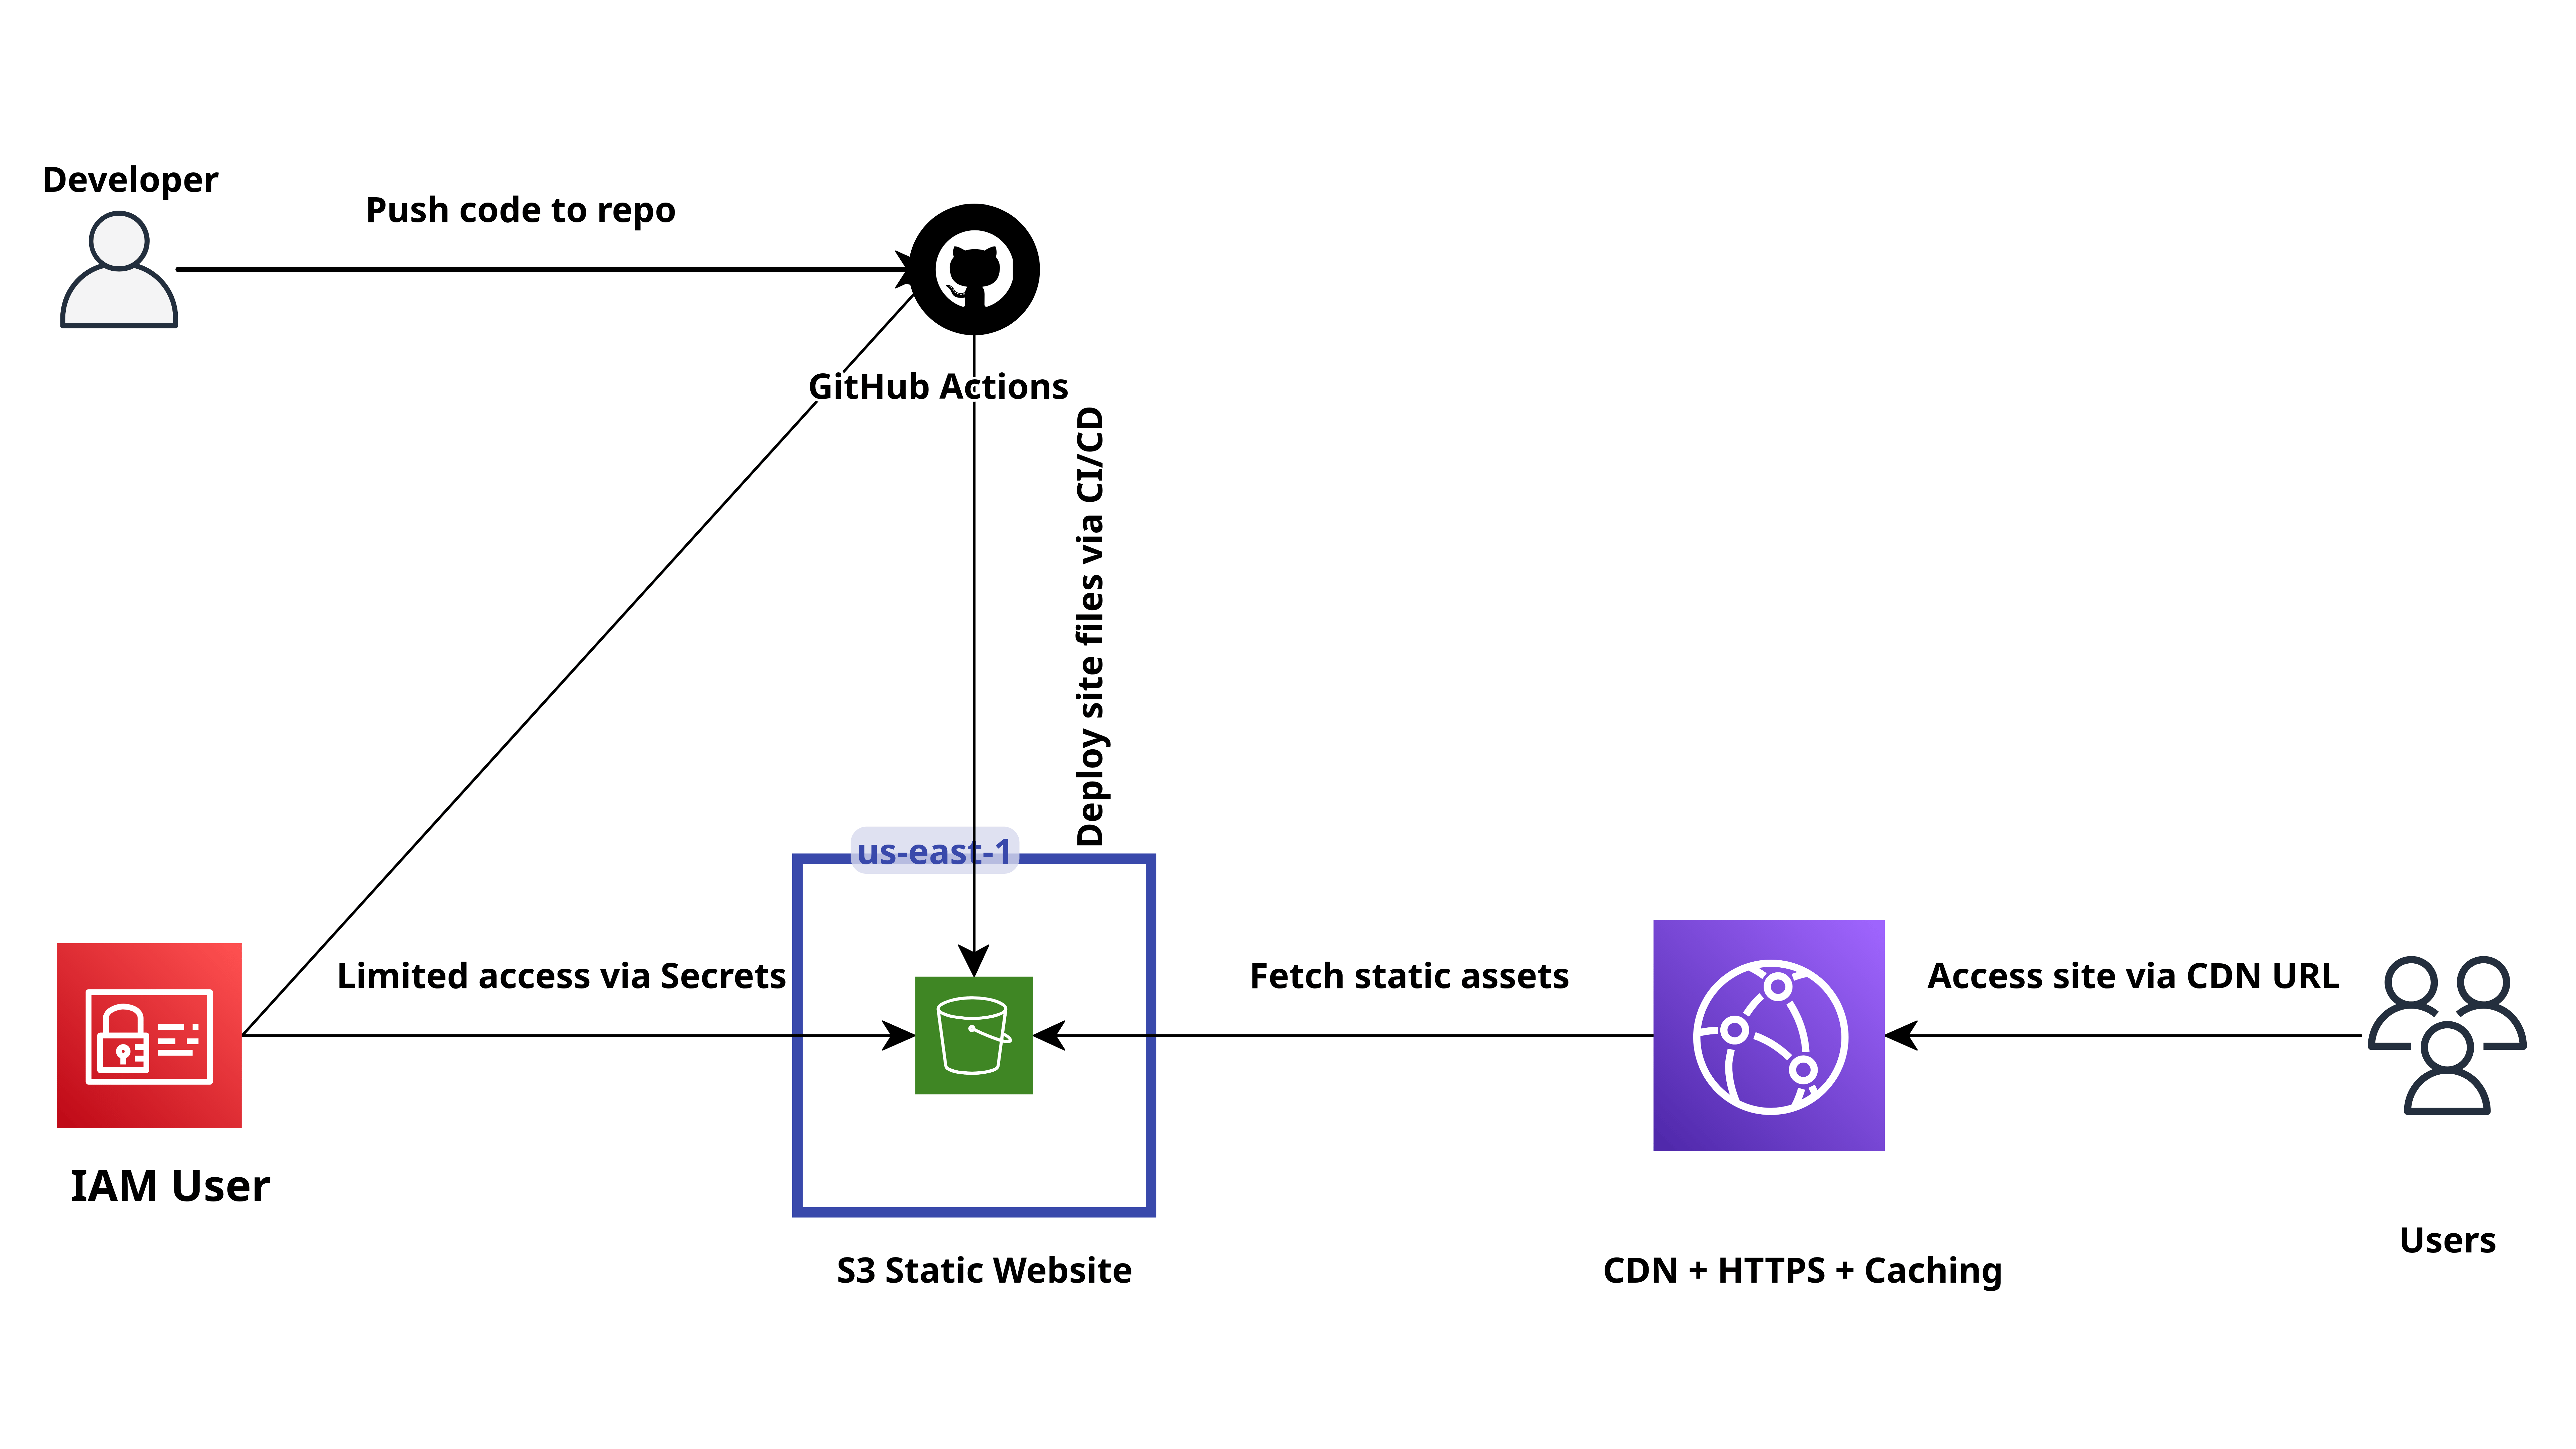 Developer
Push code to repo
GitHub Actions
Deploy site files via CI/CD
us-east-1
Limited access via Secrets
Fetch static assets
Access site via CDN URL
IAM User
S3 Static Website
CDN + HTTPS + Caching
Users